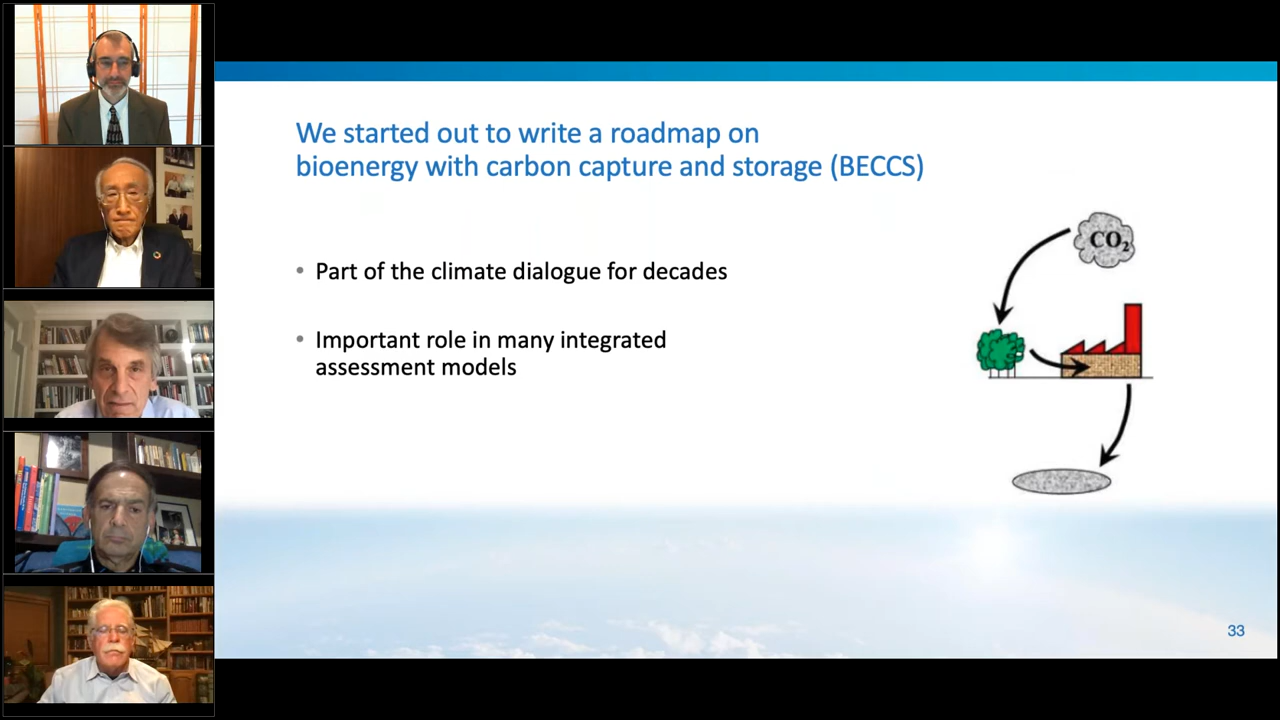 We started out to write a roadmap on
bioenergy with carbon capture and storage (BECCS)
• Part of the climate dialogue for decades
• Important role in many integrated
assessment models
CO₂
33